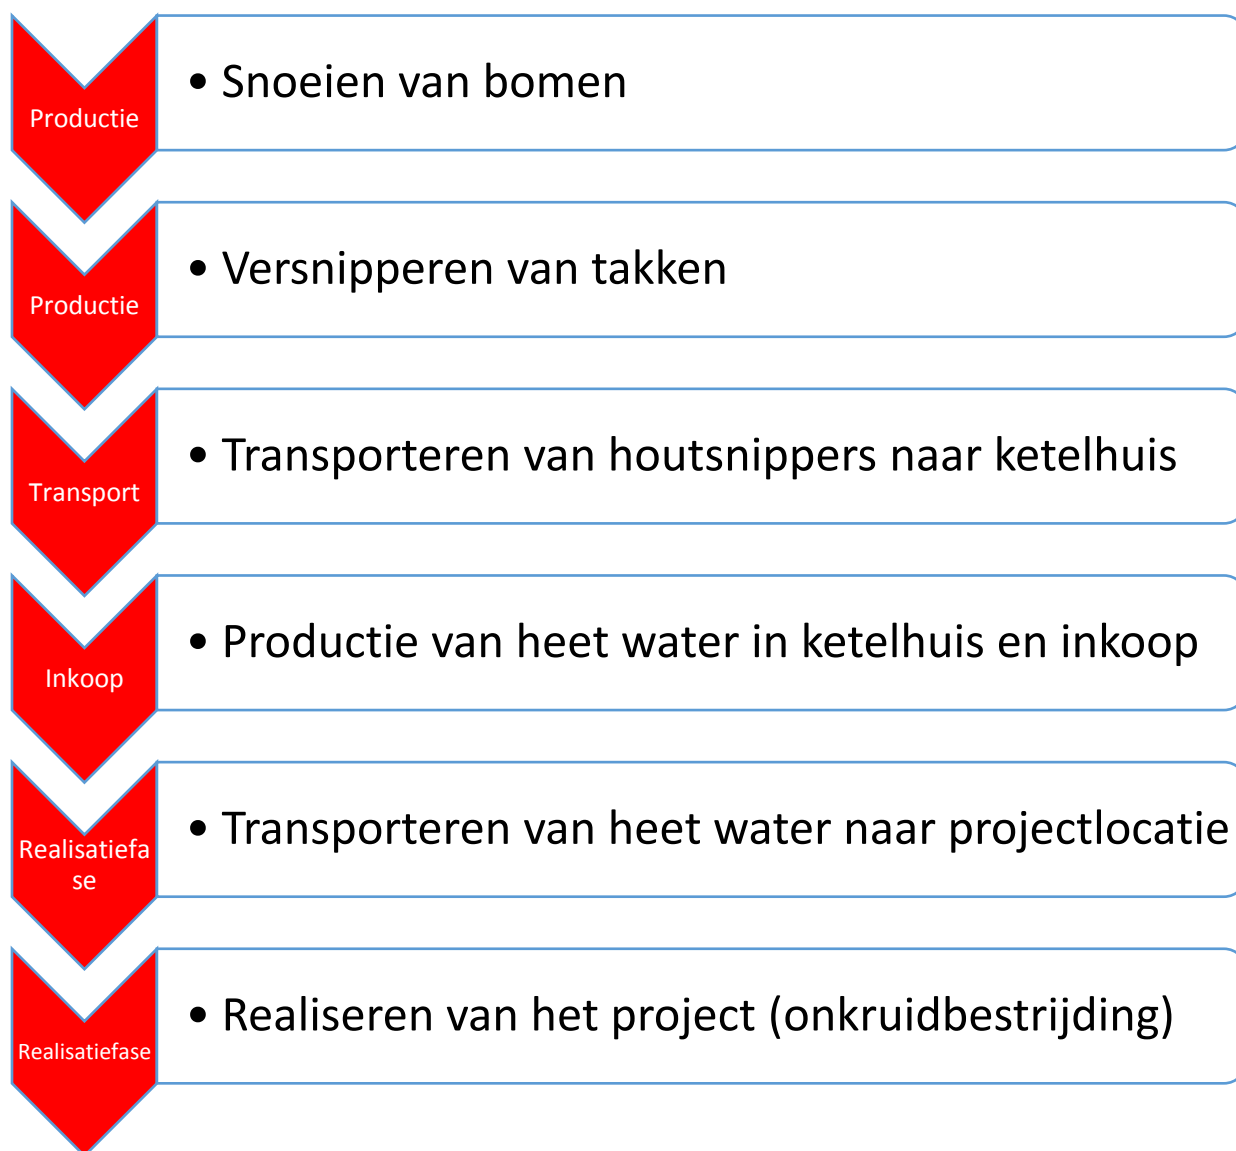 Productie
• Snoeien van bomen
Productie
• Versnipperen van takken
Transport
• Transporteren van houtsnippers naar ketelhuis
Inkoop
• Productie van heet water in ketelhuis en inkoop
Realisatiefa
se
• Transporteren van heet water naar projectlocatie
Realisatiefase
• Realiseren van het project (onkruidbestrijding)